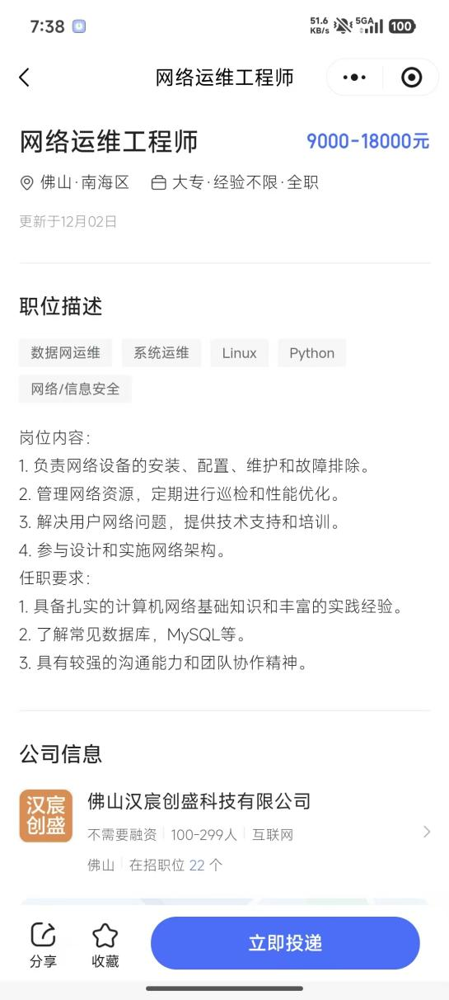 7:38
51.6 KB/s 5GA 100
网络运维工程师
网络运维工程师 9000-18000元
佛山·南海区 大专·经验不限·全职
更新于12月02日
职位描述
数据网运维 系统运维 Linux Python
网络/信息安全
岗位内容：
1. 负责网络设备的安装、配置、维护和故障排除。
2. 管理网络资源，定期进行巡检和性能优化。
3. 解决用户网络问题，提供技术支持和培训。
4. 参与设计和实施网络架构。
任职要求：
1. 具备扎实的计算机网络基础知识和丰富的实践经验。
2. 了解常见数据库，MySQL等。
3. 具有较强的沟通能力和团队协作精神。
公司信息
汉宸
创盛
佛山汉宸创盛科技有限公司
不需要融资 100-299人 互联网
佛山 在招职位 22 个
分享 收藏 立即投递